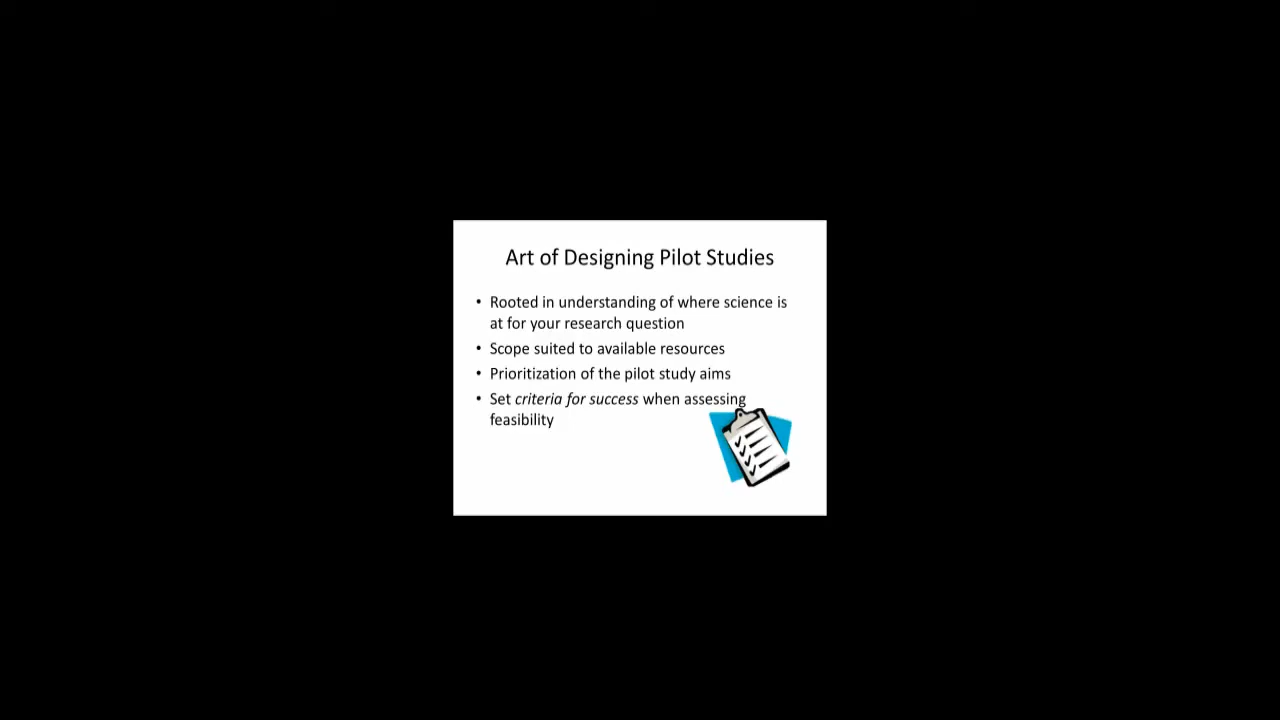 Art of Designing Pilot Studies
• Rooted in understanding of where science is
at for your research question
• Scope suited to available resources
• Prioritization of the pilot study aims
• Set criteria for success when assessing
feasibility